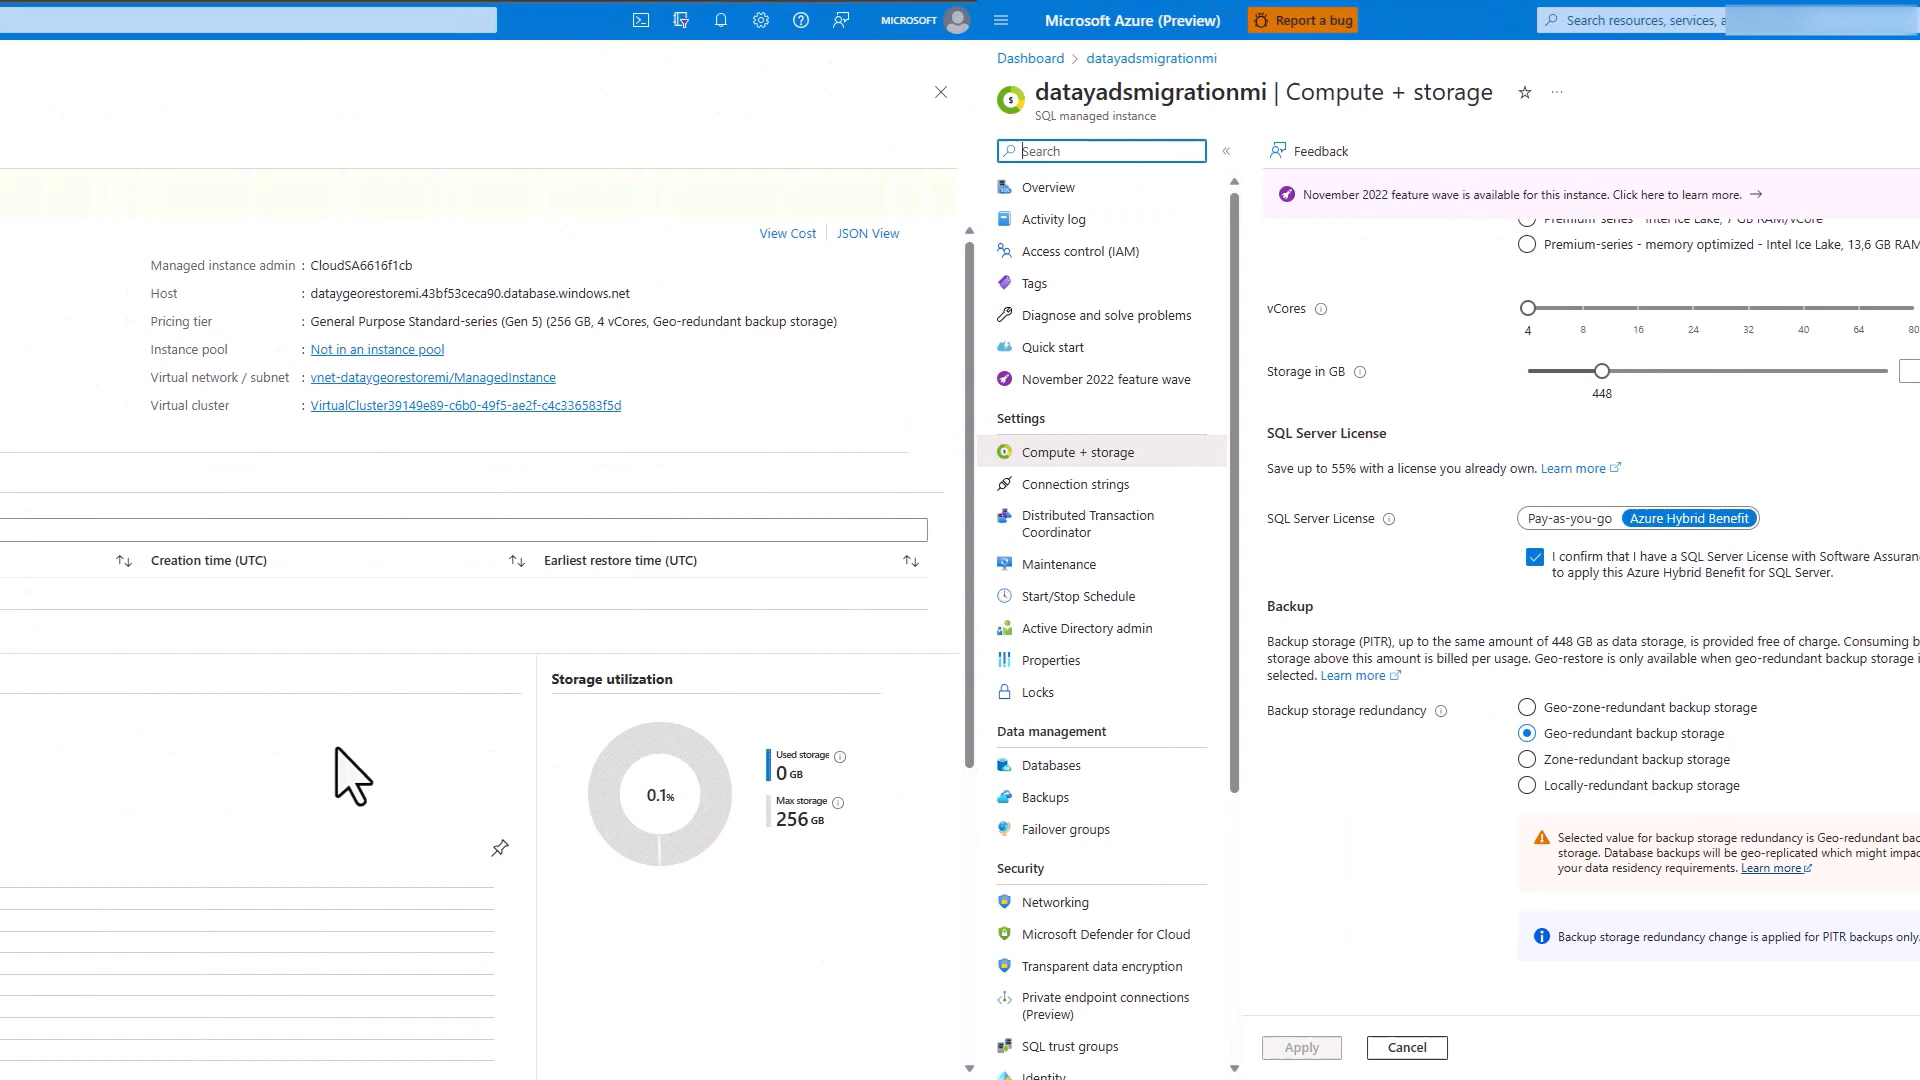 MICROSOFT
View Cost
JSON View
Managed instance admin : CloudSA6616f1cb
Host : dataygeorestoremi.43bf53ceca90.database.windows.net
Pricing tier : General Purpose Standard-series (Gen 5) (256 GB, 4 vCores, Geo-redundant backup storage)
Instance pool : Not in an instance pool
Virtual network / subnet : vnet-dataygeorestoremi/ManagedInstance
Virtual cluster : VirtualCluster39149e89-c6b0-49f5-ae2f-c4c336583f5d
Creation time (UTC)
Earliest restore time (UTC)
Storage utilization
0.1%
Used storage
0 GB
Max storage
256 GB
Microsoft Azure (Preview)
Report a bug
Search resources, services, a
Dashboard > datayadsmigrationmi
datayadsmigrationmi | Compute + storage
SQL managed instance
Search
Overview
Activity log
Access control (IAM)
Tags
Diagnose and solve problems
Quick start
November 2022 feature wave
Settings
Compute + storage
Connection strings
Distributed Transaction
Coordinator
Maintenance
Start/Stop Schedule
Active Directory admin
Properties
Locks
Data management
Databases
Backups
Failover groups
Security
Networking
Microsoft Defender for Cloud
Transparent data encryption
Private endpoint connections
(Preview)
SQL trust groups
Identity
Feedback
November 2022 feature wave is available for this instance. Click here to learn more.
Premium-series - Intel Ice Lake, 7 GB RAM/vCore
Premium-series - memory optimized - Intel Ice Lake, 13,6 GB RAM
vCores
4 8 16 24 32 40 64 80
Storage in GB
448
SQL Server License
Save up to 55% with a license you already own. Learn more
SQL Server License
Pay-as-you-go
Azure Hybrid Benefit
I confirm that I have a SQL Server License with Software Assuran
to apply this Azure Hybrid Benefit for SQL Server.
Backup
Backup storage (PITR), up to the same amount of 448 GB as data storage, is provided free of charge. Consuming b
storage above this amount is billed per usage. Geo-restore is only available when geo-redundant backup storage i
selected. Learn more
Backup storage redundancy
Geo-zone-redundant backup storage
Geo-redundant backup storage
Zone-redundant backup storage
Locally-redundant backup storage
Selected value for backup storage redundancy is Geo-redundant bac
storage. Database backups will be geo-replicated which might impac
your data residency requirements. Learn more
Backup storage redundancy change is applied for PITR backups only.
Apply
Cancel